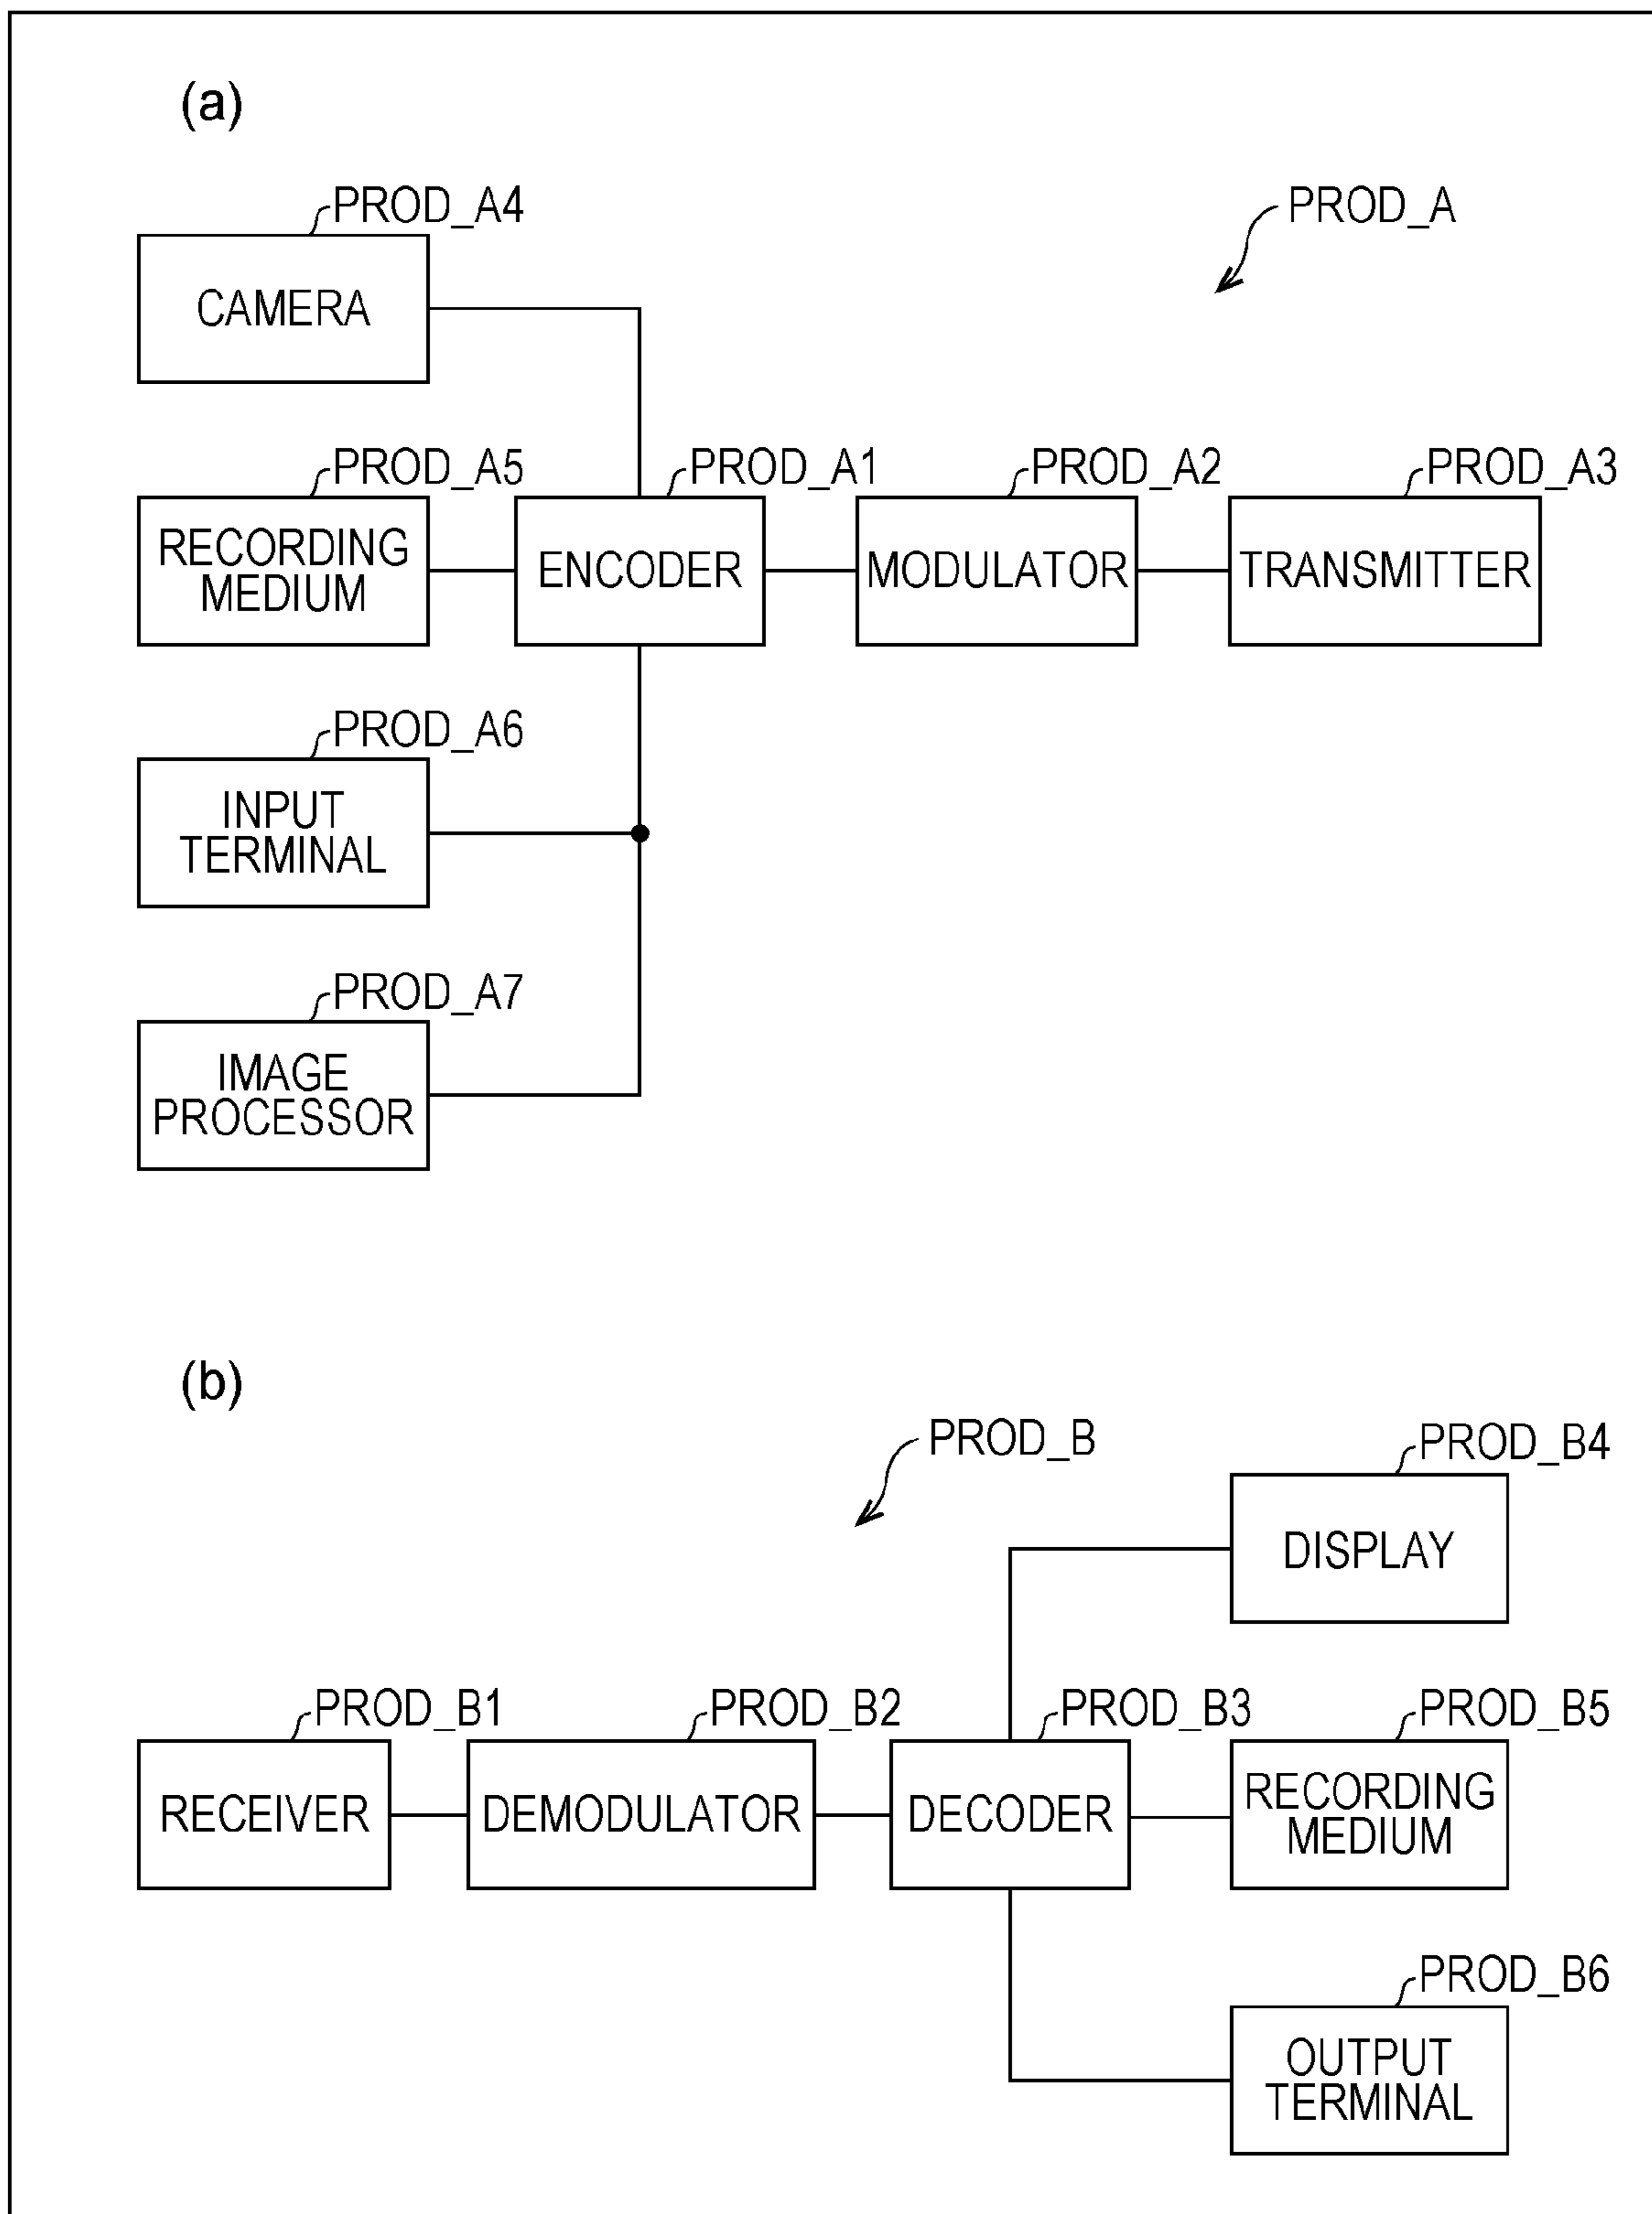 (a)
PROD_A4
PROD_A
CAMERA
PROD_A5
PROD_A1
PROD_A2
PROD_A3
RECORDING
MEDIUM
ENCODER
MODULATOR
TRANSMITTER
PROD_A6
INPUT
TERMINAL
PROD_A7
IMAGE
PROCESSOR
(b)
PROD_B
PROD_B4
DISPLAY
PROD_B1
PROD_B2
PROD_B3
PROD_B5
RECEIVER
DEMODULATOR
DECODER
RECORDING
MEDIUM
PROD_B6
OUTPUT
TERMINAL